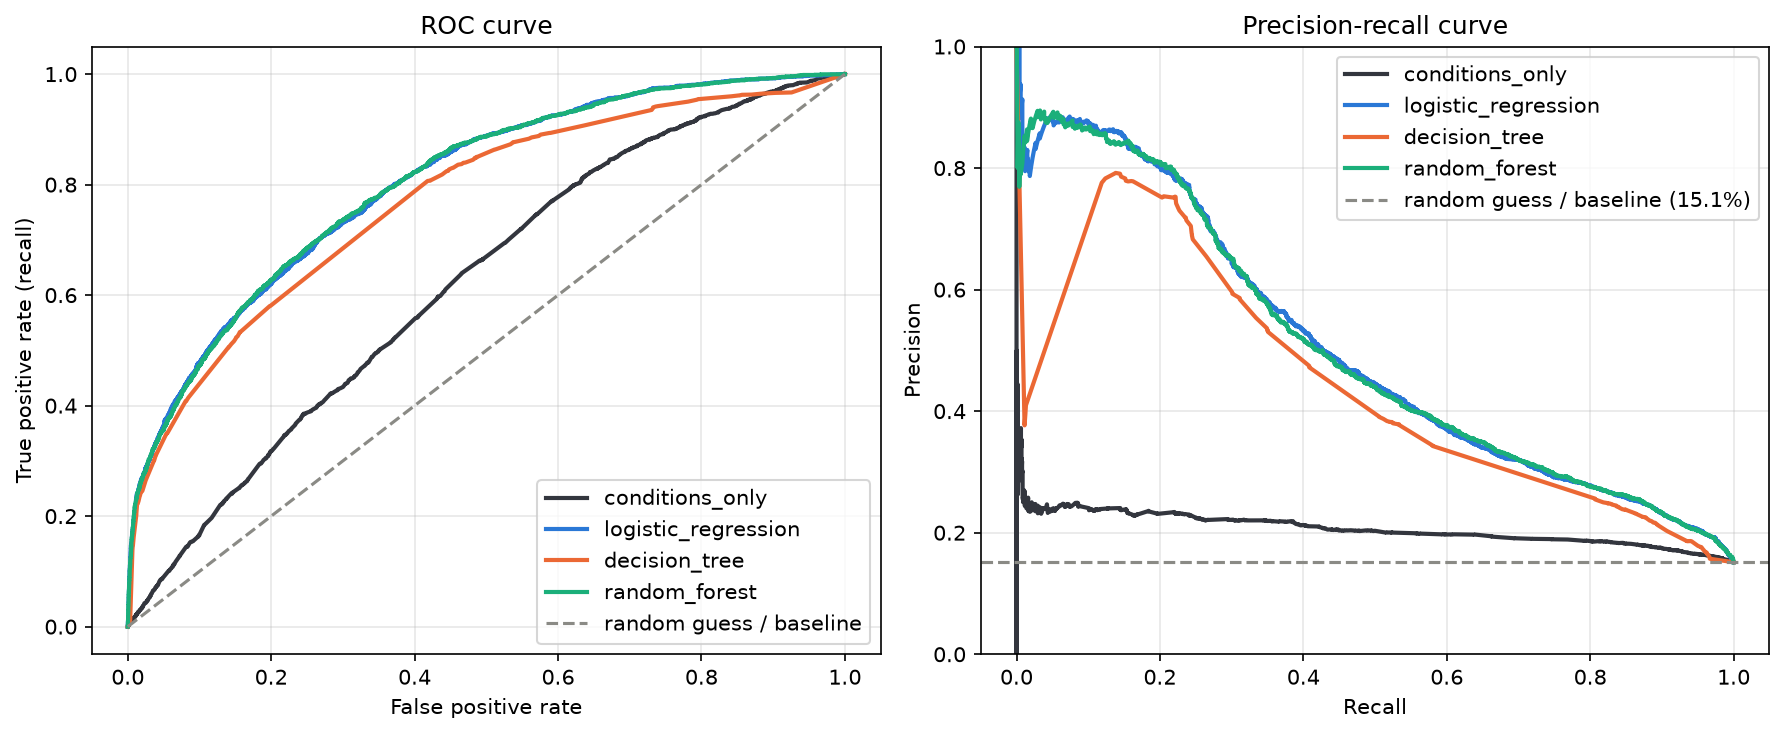 ROC curve
1.0
0.8
0.6
0.4
0.2
0.0
True positive rate (recall)
0.0 0.2 0.4 0.6 0.8 1.0
False positive rate
conditions_only
logistic_regression
decision_tree
random_forest
random guess / baseline
Precision-recall curve
1.0
0.8
0.6
0.4
0.2
0.0
Precision
0.0 0.2 0.4 0.6 0.8 1.0
Recall
conditions_only
logistic_regression
decision_tree
random_forest
random guess / baseline (15.1%)